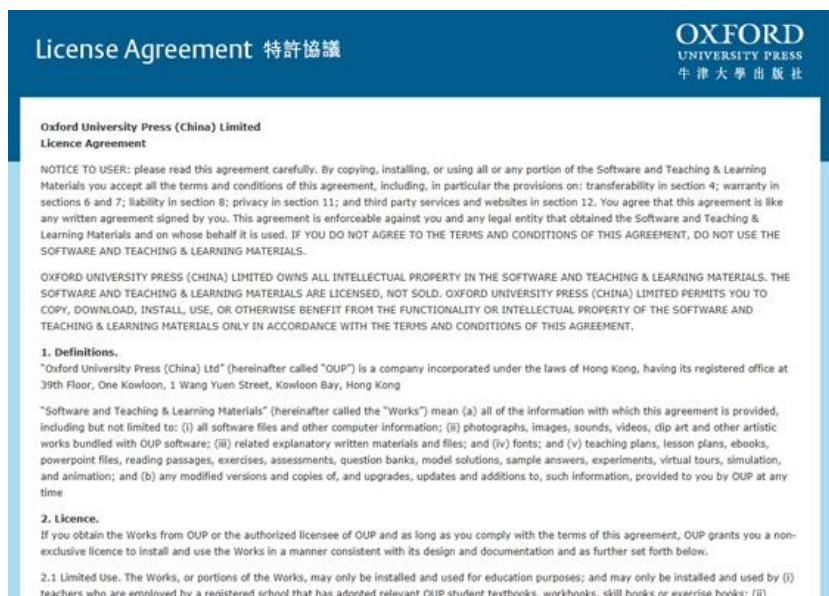 License Agreement 特許協議
OXFORD
UNIVERSITY PRESS
牛津大學出版社
Oxford University Press (China) Limited
Licence Agreement
NOTICE TO USER: please read this agreement carefully. By copying, installing, or using all or any portion of the Software and Teaching & Learning
Materials you accept all the terms and conditions of this agreement, including, in particular the provisions on: transferability in section 4; warranty in
sections 6 and 7; liability in section 8; privacy in section 11; and third party services and websites in section 12. You agree that this agreement is like
any written agreement signed by you. This agreement is enforceable against you and any legal entity that obtained the Software and Teaching &
Learning Materials and on whose behalf it is used. IF YOU DO NOT AGREE TO THE TERMS AND CONDITIONS OF THIS AGREEMENT, DO NOT USE THE
SOFTWARE AND TEACHING & LEARNING MATERIALS.
OXFORD UNIVERSITY PRESS (CHINA) LIMITED OWNS ALL INTELLECTUAL PROPERTY IN THE SOFTWARE AND TEACHING & LEARNING MATERIALS. THE
SOFTWARE AND TEACHING & LEARNING MATERIALS ARE LICENSED, NOT SOLD. OXFORD UNIVERSITY PRESS (CHINA) LIMITED PERMITS YOU TO
COPY, DOWNLOAD, INSTALL, USE, OR OTHERWISE BENEFIT FROM THE FUNCTIONALITY OR INTELLECTUAL PROPERTY OF THE SOFTWARE AND
TEACHING & LEARNING MATERIALS ONLY IN ACCORDANCE WITH THE TERMS AND CONDITIONS OF THIS AGREEMENT.
1. Definitions.
"Oxford University Press (China) Ltd" (hereinafter called "OUP") is a company incorporated under the laws of Hong Kong, having its registered office at
39th Floor, One Kowloon, 1 Wang Yuen Street, Kowloon Bay, Hong Kong
"Software and Teaching & Learning Materials" (hereinafter called the "Works") mean (a) all of the information with which this agreement is provided,
including but not limited to: (i) all software files and other computer information; (ii) photographs, images, sounds, videos, clip art and other artistic
works bundled with OUP software; (iii) related explanatory written materials and files; and (iv) fonts; and (v) teaching plans, lesson plans, ebooks,
powerpoint files, reading passages, exercises, assessments, question banks, model solutions, sample answers, experiments, virtual tours, simulation,
and animation; and (b) any modified versions and copies of, and upgrades, updates and additions to, such information, provided to you by OUP at any
time
2. Licence.
If you obtain the Works from OUP or the authorized licensee of OUP and as long as you comply with the terms of this agreement, OUP grants you a non-
exclusive licence to install and use the Works in a manner consistent with its design and documentation and as further set forth below.
2.1 Limited Use. The Works, or portions of the Works, may only be installed and used for education purposes; and may only be installed and used by (i)
teachers who are employed by a registered school that has adopted relevant OUP student textbooks, workbooks, skill books or exercise books; (ii)